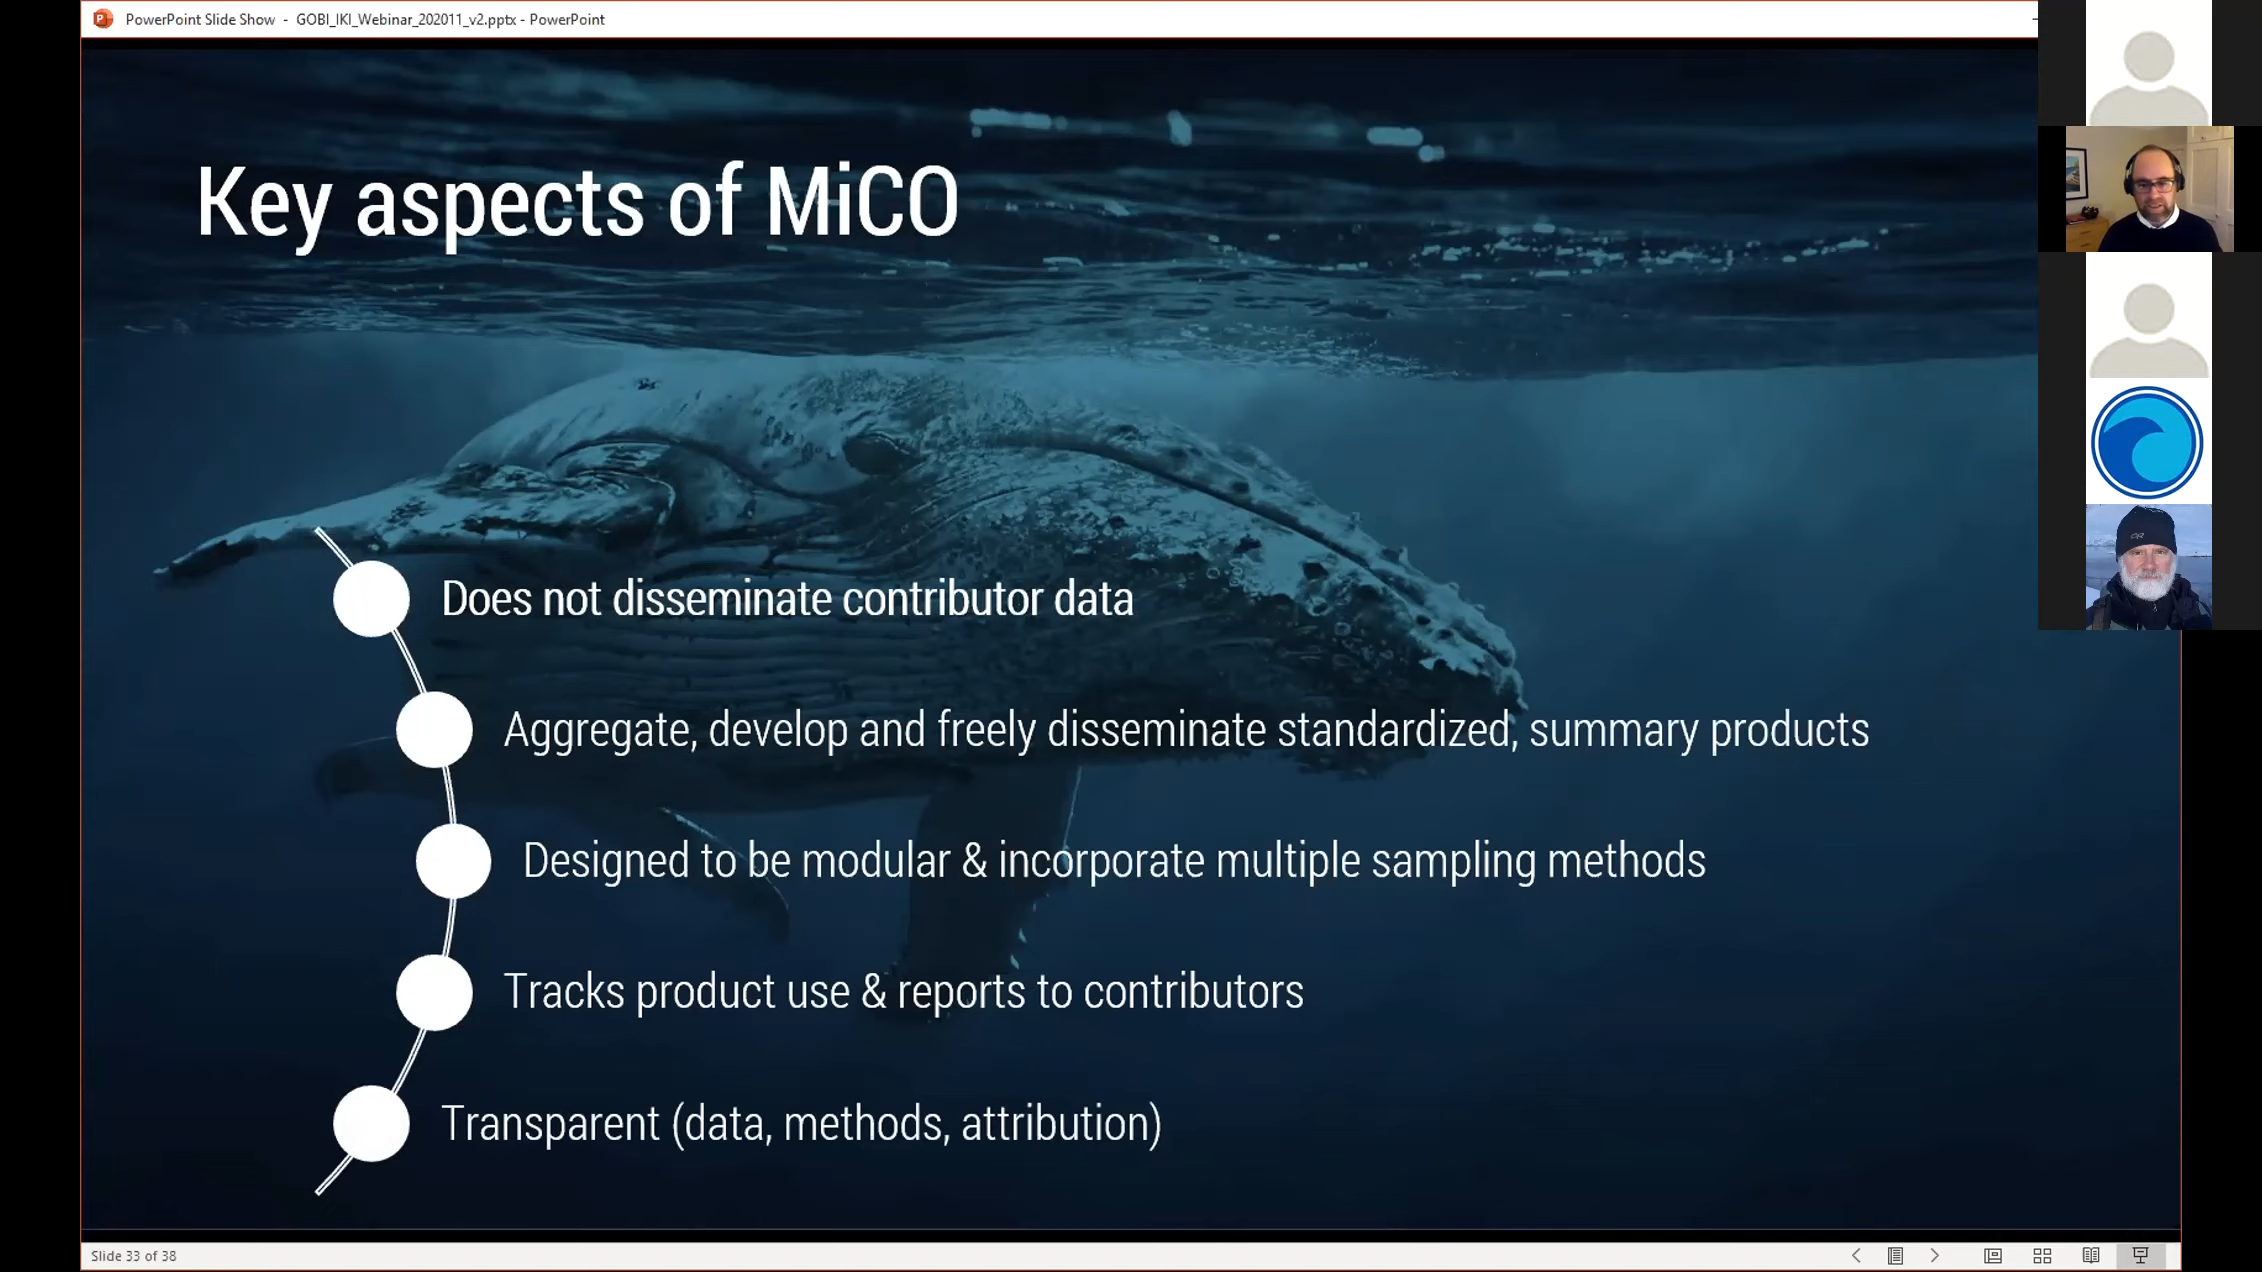 PowerPoint Slide Show - GOBI_IKI_Webinar_202011_v2.pptx - PowerPoint
Key aspects of MiCO
Does not disseminate contributor data
Aggregate, develop and freely disseminate standardized, summary products
Designed to be modular & incorporate multiple sampling methods
Tracks product use & reports to contributors
Transparent (data, methods, attribution)
OR
Slide 33 of 38